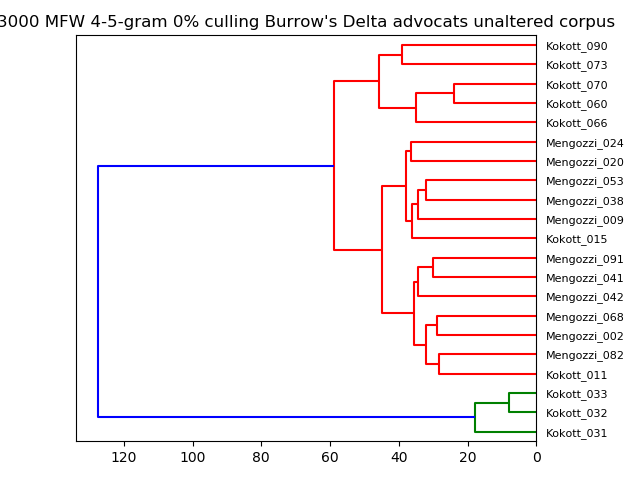 3000 MFW 4-5-gram 0% culling Burrow's Delta advocats unaltered corpus
Kokott_090
Kokott_073
Kokott_070
Kokott_060
Kokott_066
Mengozzi_024
Mengozzi_020
Mengozzi_053
Mengozzi_038
Mengozzi_009
Kokott_015
Mengozzi_091
Mengozzi_041
Mengozzi_042
Mengozzi_068
Mengozzi_002
Mengozzi_082
Kokott_011
Kokott_033
Kokott_032
Kokott_031
120 100 80 60 40 20 0